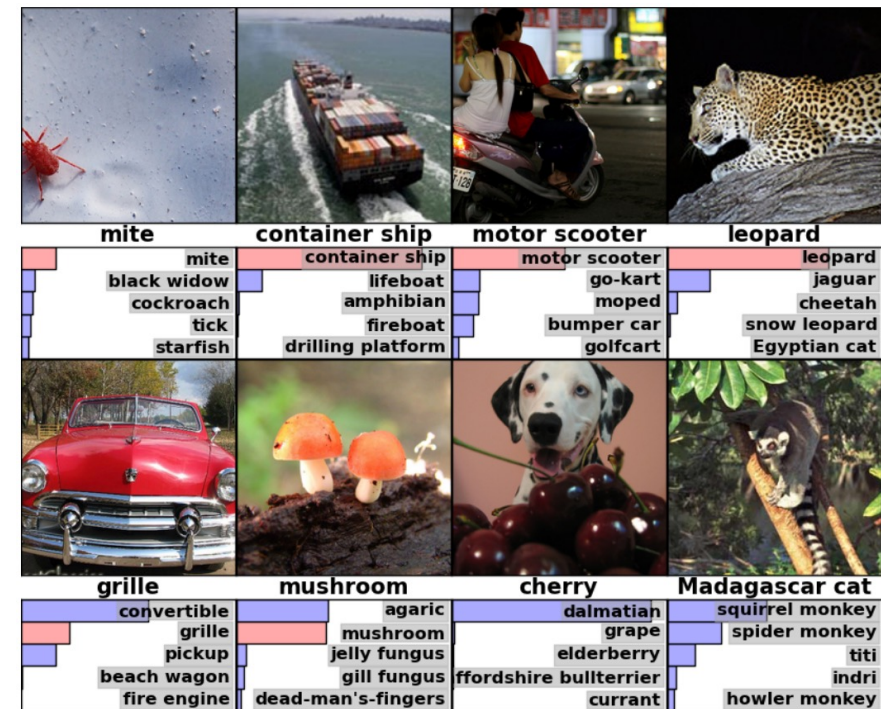 T-128
mite
container ship
motor scooter
leopard
mite
black widow
cockroach
tick
starfish
container ship
lifeboat
amphibian
fireboat
drilling platform
motor scooter
go-kart
moped
bumper car
golfcart
leopard
jaguar
cheetah
snow leopard
Egyptian cat
grille
mushroom
cherry
Madagascar cat
convertible
grille
pickup
beach wagon
fire engine
agaric
mushroom
jelly fungus
gill fungus
dead-man's-fingers
dalmatian
grape
elderberry
ffordshire bullterrier
currant
squirrel monkey
spider monkey
titi
indri
howler monkey